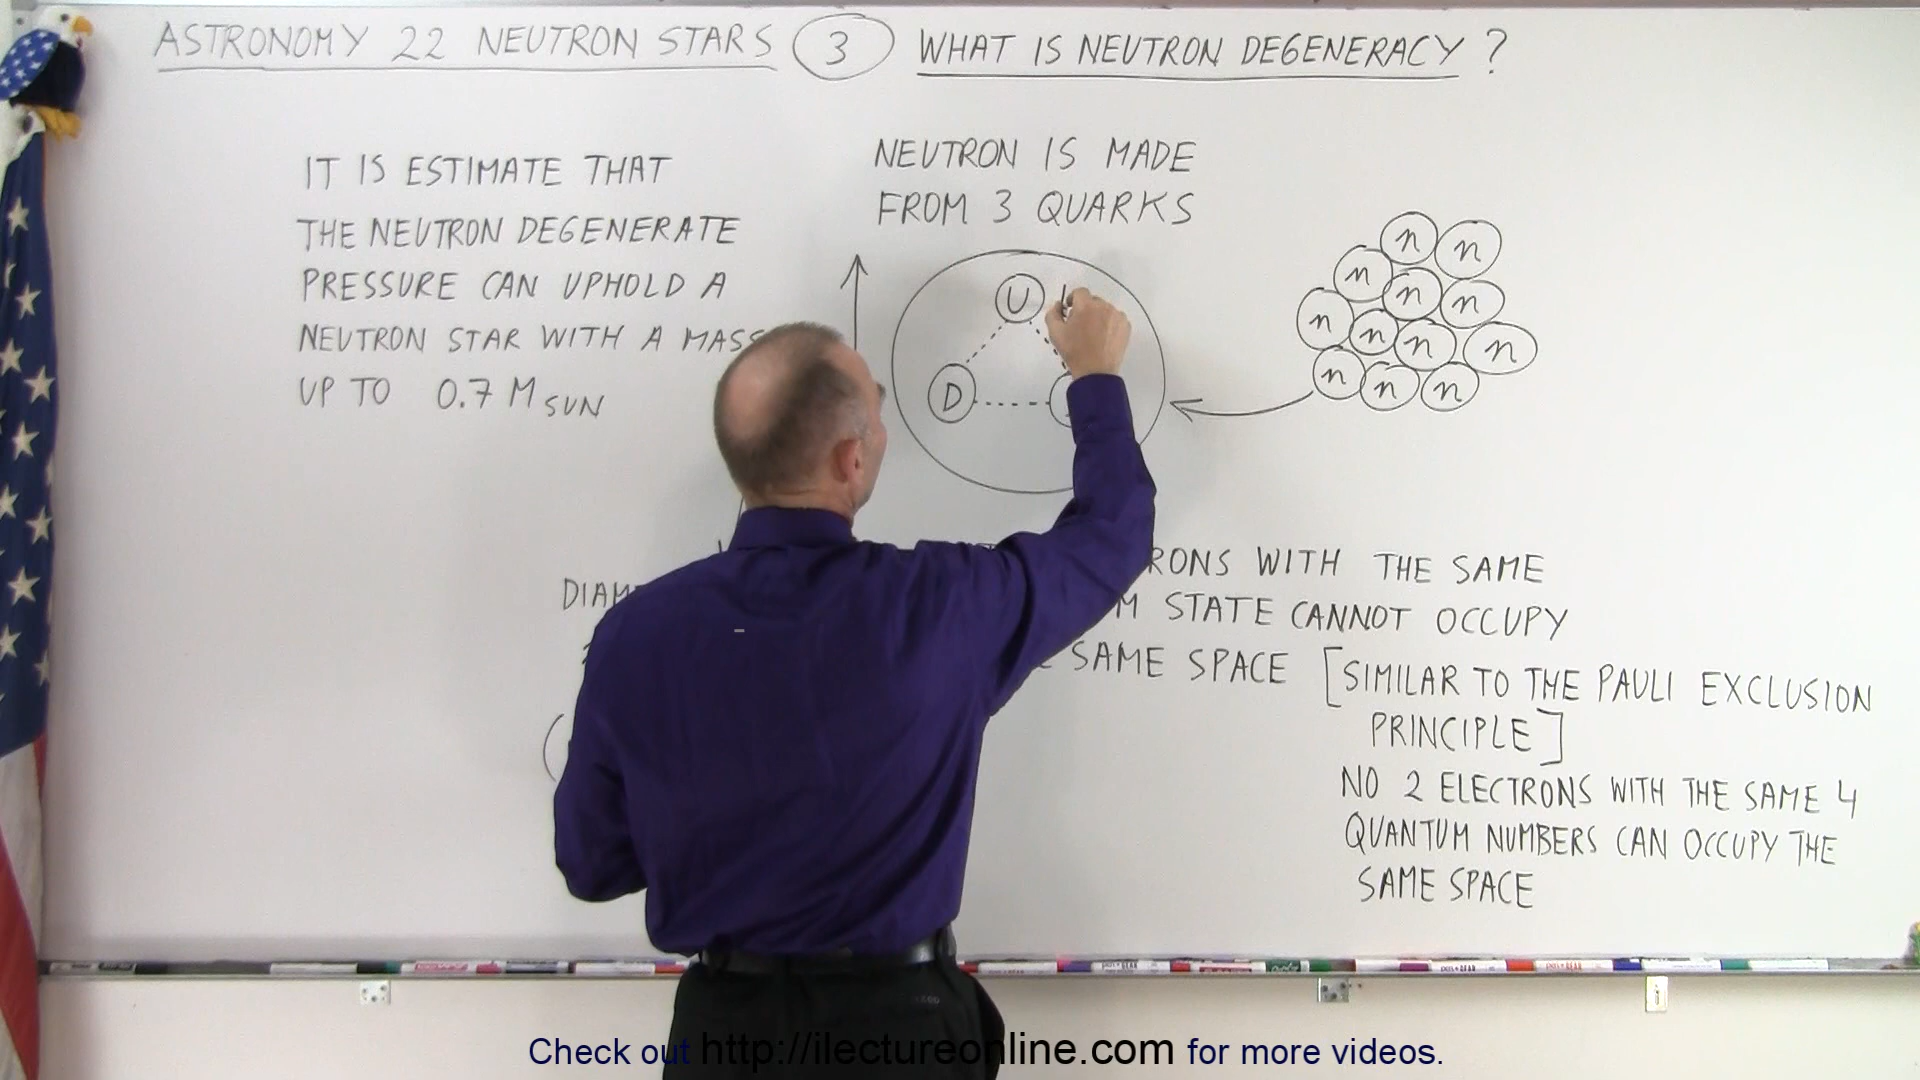 ASTRONOMY 22 NEUTRON STARS 3 WHAT IS NEUTRON DEGENERACY ?
IT IS ESTIMATE THAT
THE NEUTRON DEGENERATE
PRESSURE CAN UPHOLD A
NEUTRON STAR WITH A MASS
UP TO 0.7 M SUN
NEUTRON IS MADE
FROM 3 QUARKS
U
D
n n
n n n
n n n n
n n n
DIAM
RONS WITH THE SAME
M STATE CANNOT OCCUPY
SAME SPACE [SIMILAR TO THE PAULI EXCLUSION
PRINCIPLE]
NO 2 ELECTRONS WITH THE SAME 4
QUANTUM NUMBERS CAN OCCUPY THE
SAME SPACE
Check out http://ilectureonline.com for more videos.